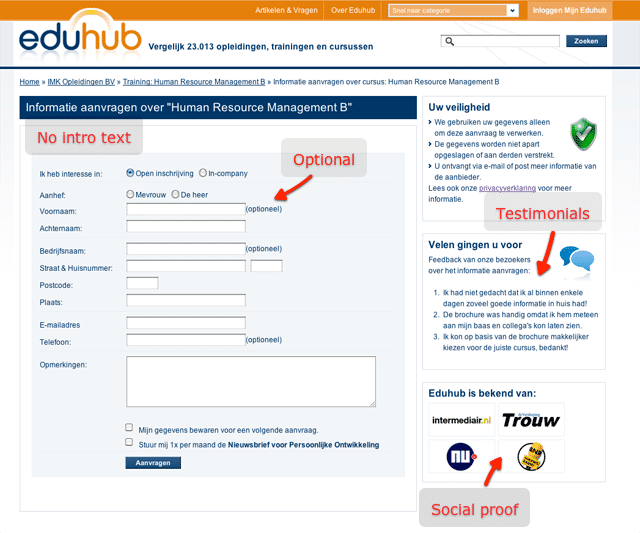 Artikelen & Vragen
Over Eduhub
Snel naar categorie
Inloggen Mijn Eduhub
eduhub
Vergelijk 23.013 opleidingen, trainingen en cursussen
Zoeken
Home » IMK Opleidingen BV » Training: Human Resource Management B » Informatie aanvragen over cursus: Human Resource Management B
Informatie aanvragen over "Human Resource Management B"
No intro text
Optional
Ik heb interesse in:
Open inschrijving
In-company
Aanhef:
Mevrouw
De heer
Voornaam:
(optioneel)
Achternaam:
Bedrijfsnaam:
(optioneel)
Straat & Huisnummer:
Postcode:
Plaats:
E-mailadres
Telefoon:
(optioneel)
Opmerkingen:
Mijn gegevens bewaren voor een volgende aanvraag.
Stuur mij 1x per maand de Nieuwsbrief voor Persoonlijke Ontwikkeling
Aanvragen
Uw veiligheid
We gebruiken uw gegevens alleen
om deze aanvraag te verwerken.
De gegevens worden niet apart
opgeslagen of aan derden verstrekt.
U ontvangt via e-mail of post meer informatie van
de aanbieder.
Lees ook onze privacyverklaring voor meer
informatie.
Testimonials
Velen gingen u voor
Feedback van onze bezoekers
over het informatie aanvragen:
1. Ik had niet gedacht dat ik al binnen enkele
dagen zoveel goede informatie in huis had!
2. De brochure was handig omdat ik hem meteen
aan mijn baas en collega's kon laten zien.
3. Ik kon op basis van de brochure makkelijker
kiezen voor de juiste cursus, bedankt!
Eduhub is bekend van:
intermediair.nl
Trouw
nu
Social proof